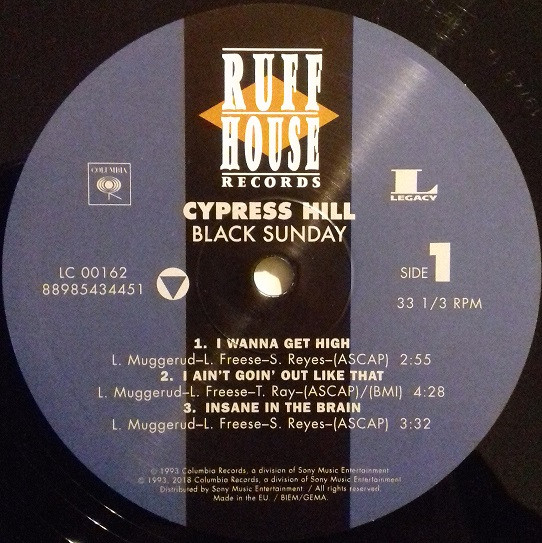 RUFF
HOUSE
RECORDS
COLUMBIA
L
LEGACY
CYPRESS HILL
BLACK SUNDAY
LC 00162
88985434451
SIDE 1
33 1/3 RPM
1. I WANNA GET HIGH
L. Muggerud–L. Freese–S. Reyes–(ASCAP) 2:55
2. I AIN'T GOIN' OUT LIKE THAT
L. Muggerud–L. Freese–T. Ray–(ASCAP)/(BMI) 4:28
3. INSANE IN THE BRAIN
L. Muggerud–L. Freese–S. Reyes–(ASCAP) 3:32
℗ 1993 Columbia Records, a division of Sony Music Entertainment.
© 1993, 2018 Columbia Records, a division of Sony Music Entertainment.
Distributed by Sony Music Entertainment. / All rights reserved.
Made in the EU. / BIEM/GEMA.